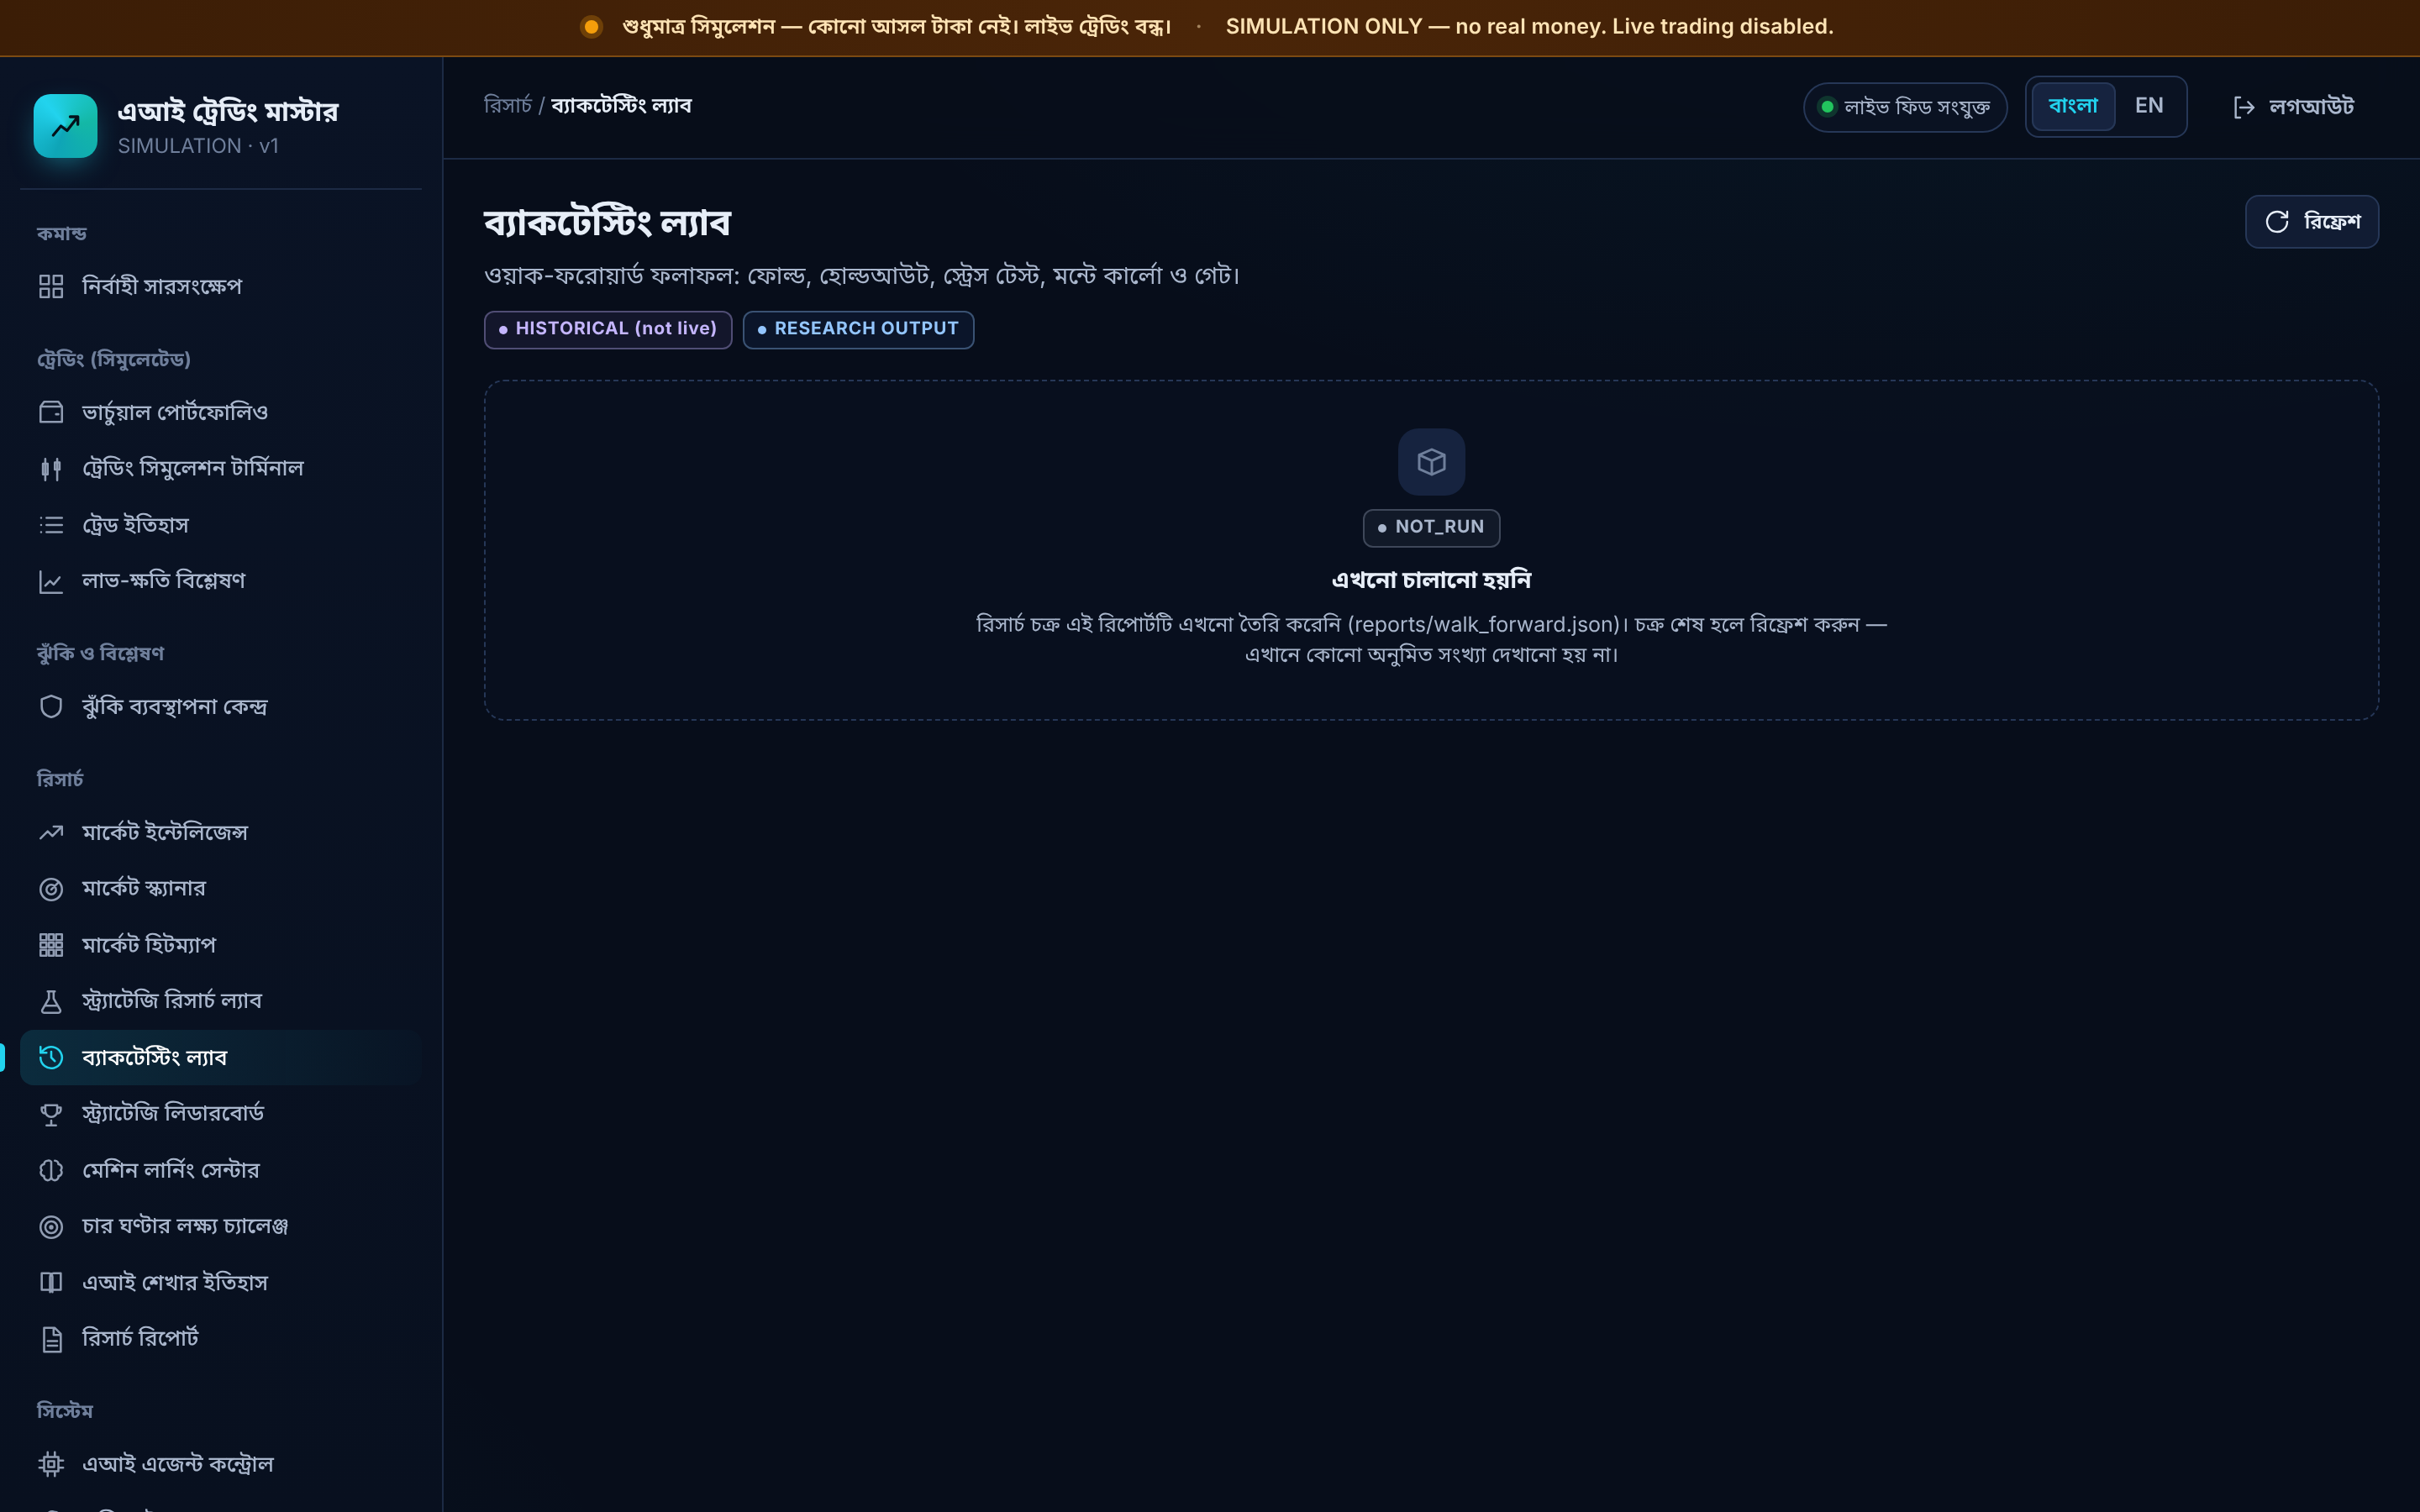 শুধুমাত্র সিমুলেশন — কোনো আসল টাকা নেই। লাইভ ট্রেডিং বন্ধ। · SIMULATION ONLY — no real money. Live trading disabled.
এআই ট্রেডিং মাস্টার
SIMULATION · v1
কমান্ড
নির্বাহী সারসংক্ষেপ
ট্রেডিং (সিমুলেটেড)
ভার্চুয়াল পোর্টফোলিও
ট্রেডিং সিমুলেশন টার্মিনাল
ট্রেড ইতিহাস
লাভ-ক্ষতি বিশ্লেষণ
ঝুঁকি ও বিশ্লেষণ
ঝুঁকি ব্যবস্থাপনা কেন্দ্র
রিসার্চ
মার্কেট ইন্টেলিজেন্স
মার্কেট স্ক্যানার
মার্কেট হিটম্যাপ
স্ট্র্যাটেজি রিসার্চ ল্যাব
ব্যাকটেস্টিং ল্যাব
স্ট্র্যাটেজি লিডারবোর্ড
মেশিন লার্নিং সেন্টার
চার ঘণ্টার লক্ষ্য চ্যালেঞ্জ
এআই শেখার ইতিহাস
রিসার্চ রিপোর্ট
সিস্টেম
এআই এজেন্ট কন্ট্রোল
রিসার্চ / ব্যাকটেস্টিং ল্যাব
লাইভ ফিড সংযুক্ত
বাংলা EN
লগআউট
ব্যাকটেস্টিং ল্যাব
রিফ্রেশ
ওয়াক-ফরোয়ার্ড ফলাফল: ফোল্ড, হোল্ডআউট, স্ট্রেস টেস্ট, মন্টে কার্লো ও গেট।
HISTORICAL (not live) RESEARCH OUTPUT
NOT_RUN
এখনো চালানো হয়নি
রিসার্চ চক্র এই রিপোর্টটি এখনো তৈরি করেনি (reports/walk_forward.json)। চক্র শেষ হলে রিফ্রেশ করুন —
এখানে কোনো অনুমিত সংখ্যা দেখানো হয় না।